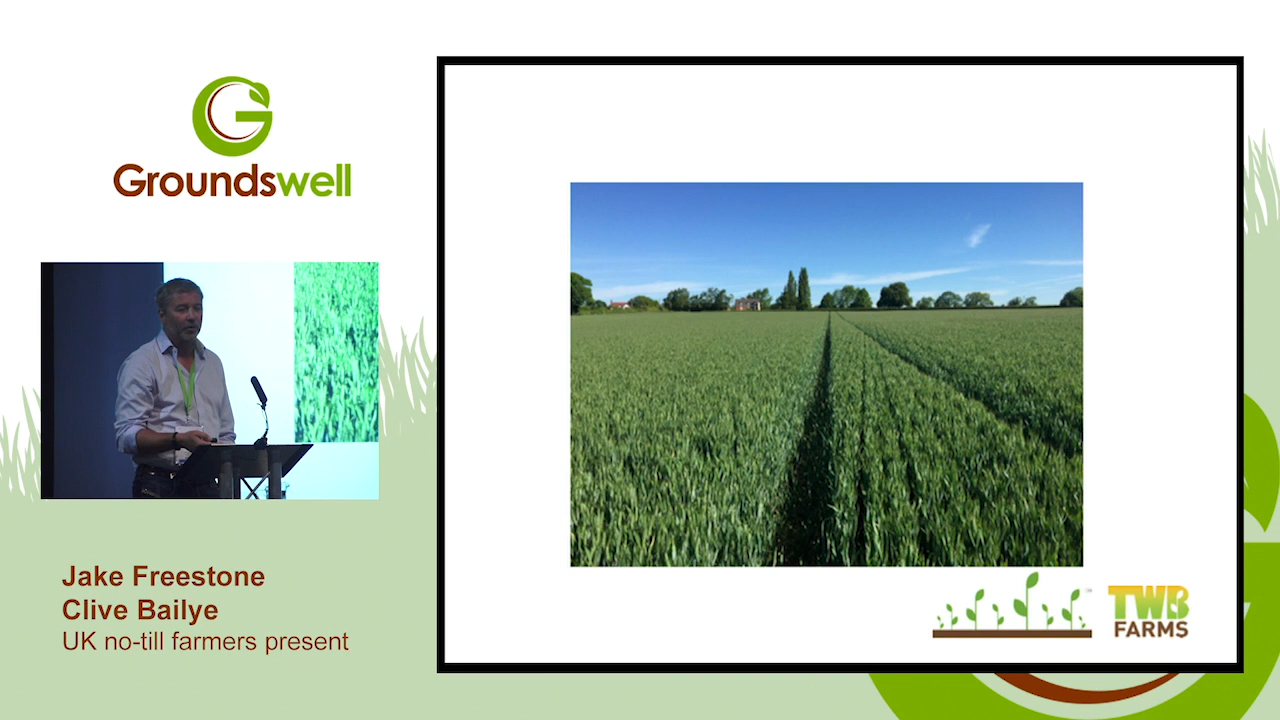 Groundswell
Jake Freestone
Clive Bailye
UK no-till farmers present
TWB
FARMS